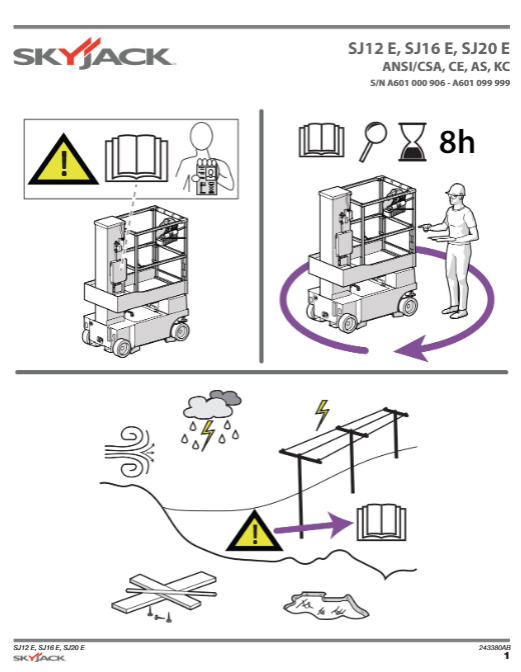 SKYJACK
SJ12 E, SJ16 E, SJ20 E
ANSI/CSA, CE, AS, KC
S/N A601 000 906 - A601 099 999
8h
SJ12 E, SJ16 E, SJ20 E
243380AB
SKYJACK
1